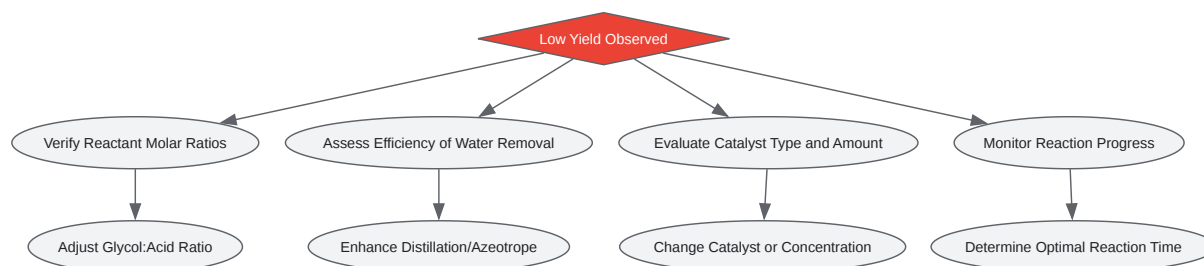 Low Yield Observed
Verify Reactant Molar Ratios
Assess Efficiency of Water Removal
Evaluate Catalyst Type and Amount
Monitor Reaction Progress
Adjust Glycol:Acid Ratio
Enhance Distillation/Azeotrope
Change Catalyst or Concentration
Determine Optimal Reaction Time